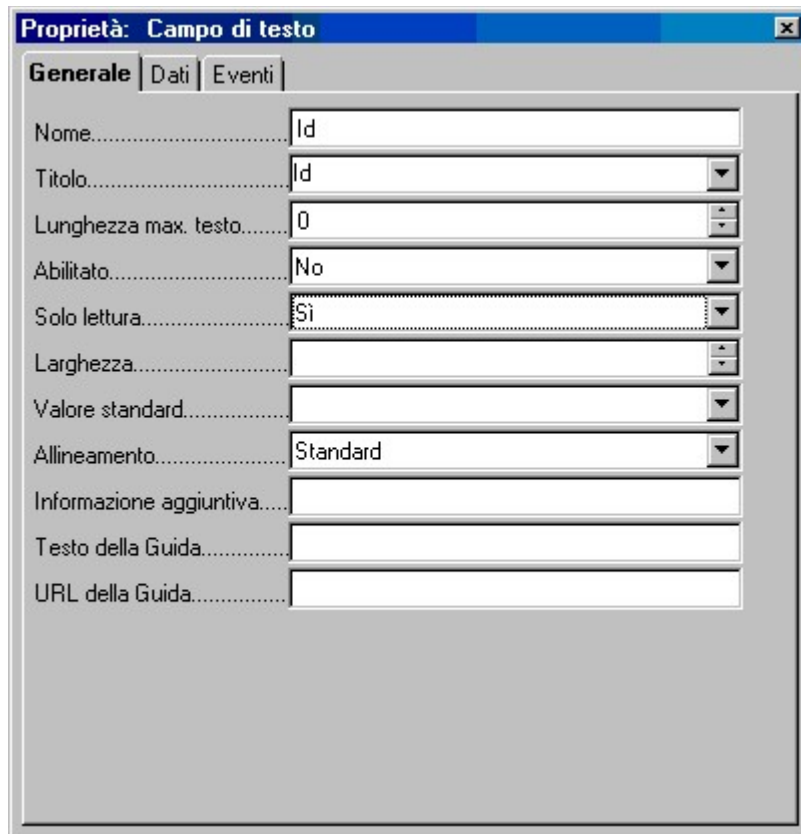 Proprietà: Campo di testo
Generale Dati Eventi
Nome............................. Id
Titolo............................. Id
Lunghezza max. testo....... 0
Abilitato.......................... No
Solo lettura..................... Sì
Larghezza.......................
Valore standard................
Allineamento.................... Standard
Informazione aggiuntiva.....
Testo della Guida.............
URL della Guida...............